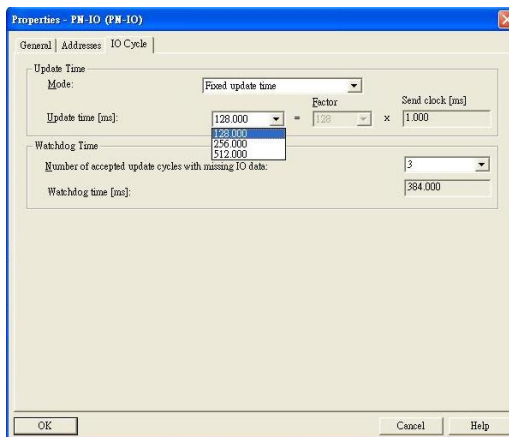 Properties - PN-IO (PN-IO)
General Addresses IO Cycle
Update Time
Mode: Fixed update time
Factor Send clock [ms]
Update time [ms]: 128.000 = 128 x 1.000
128.000
256.000
512.000
Watchdog Time
Number of accepted update cycles with missing IO data: 3
Watchdog time [ms]: 384.000
OK Cancel Help